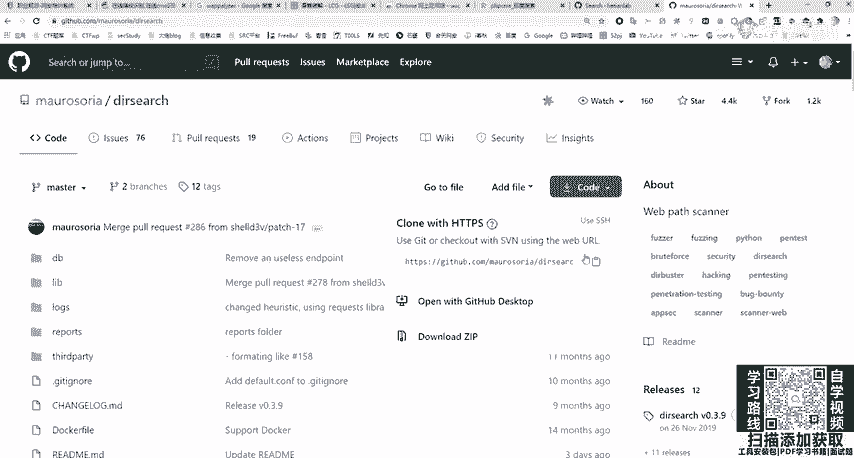 github.com/maurosoria/dirsearch
Search or jump to...
Pull requests Issues Marketplace Explore
maurosoria / dirsearch
Watch 160 Star 4.4k Fork 1.2k
Code Issues 76 Pull requests 19 Actions Projects Wiki Security Insights
master 2 branches 12 tags Go to file Add file Code
About
Web path scanner
fuzzer fuzzing python pentest
bruteforce security dirsearch
dirbuster hacking pentesting
penetration-testing bug-bounty
appsec scanner scanner-web
Readme
Releases 12
dirsearch v0.3.9
on 26 Nov 2019
+ 11 releases
maurosoria Merge pull request #286 from shelld3v/patch-17
Clone with HTTPS Use SSH
Use Git or checkout with SVN using the web URL.
https://github.com/maurosoria/dirsearc
Open with GitHub Desktop
Download ZIP
db Remove an useless endpoint
lib Merge pull request #278 from shelld3v
logs changed heuristic, using requests libra
reports reports folder
thirdparty - formating like #158 11 months ago
.gitignore Add default.conf to .gitignore 10 months ago
CHANGELOG.md Release v0.3.9 9 months ago
Dockerfile Support Docker 14 months ago
README.md Update README 3 days ago
学习路线
自学视频
扫描添加获取
工具安装包|PDF学习书籍|面试题